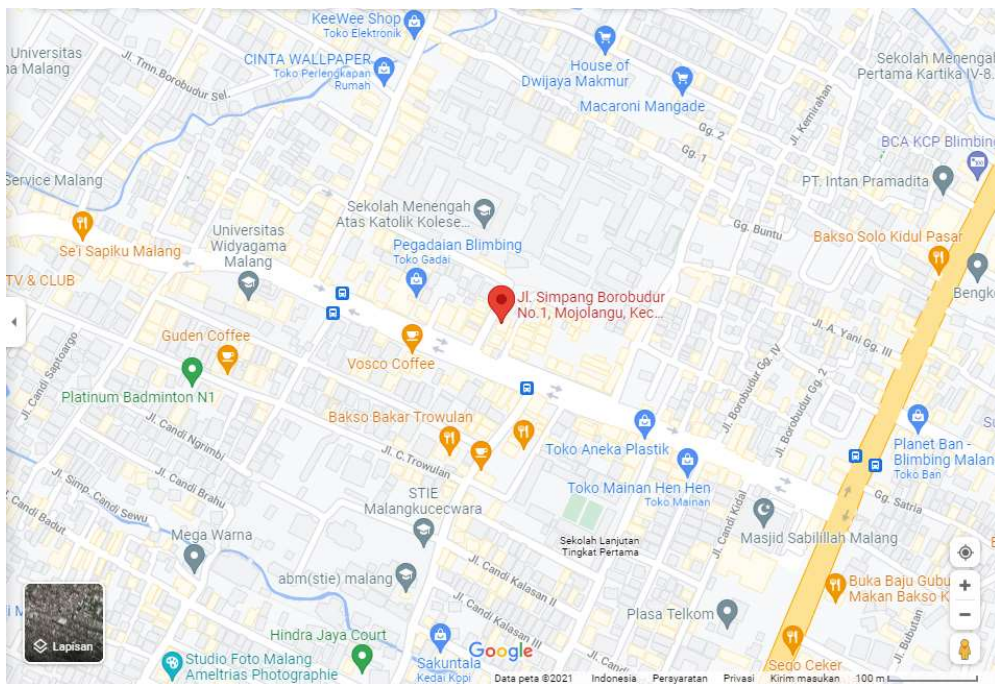 KeeWee Shop
Toko Elektronik
Universitas
na Malang
Jl. Tmn.Borobudur Sel.
CINTA WALLPAPER
Toko Perlengkapan
Rumah
House of
Dwijaya Makmur
Macaroni Mangade
Sekolah Menengah
Pertama Kartika IV-8...
Jl. Kemirahan
Gg. 2
Gg. 1
BCA KCP Blimbing
PT. Intan Pramadita
Service Malang
Sekolah Menengah
Atas Katolik Kolese...
Universitas
Widyagama
Malang
Se'i Sapiku Malang
Pegadaian Blimbing
Toko Gadai
Gg. Buntu
Bakso Solo Kidul Pasar
TV & CLUB
Jl. Simpang Borobudur
No.1, Mojolangu, Kec...
Bengke
Guden Coffee
Vosco Coffee
Jl. A. Yani Gg. III
Jl. Candi Saptoargo
Platinum Badminton N1
Jl. Borobudur Gg. IV
Jl. Borobudur Gg. 2
Bakso Bakar Trowulan
Jl. Candi Ngrimbi
Jl. C.Trowulan
Toko Aneka Plastik
Planet Ban -
Blimbing Malan
Toko Ban
Toko Mainan Hen Hen
Toko Mainan
Jl. Simp. Candi Sewu
Jl. Candi Brahu
Candi Badut
STIE
Malangkucecwara
Gg. Satria
Jl. Candi Kidal
Masjid Sabilillah Malang
Mega Warna
Sekolah Lanjutan
Tingkat Pertama
abm(stie) malang
Jl. Candi Kalasan II
Jl. Candi Kalasan III
Buka Baju Gubu
Makan Bakso K
Plasa Telkom
Jl. Bubutan
Lapisan
Hindra Jaya Court
Studio Foto Malang
Ameltrias Photographie
Sakuntala
Kedai Kopi
Google
Sego Ceker
Data peta ©2021 Indonesia Persyaratan Privasi Kirim masukan 100 m